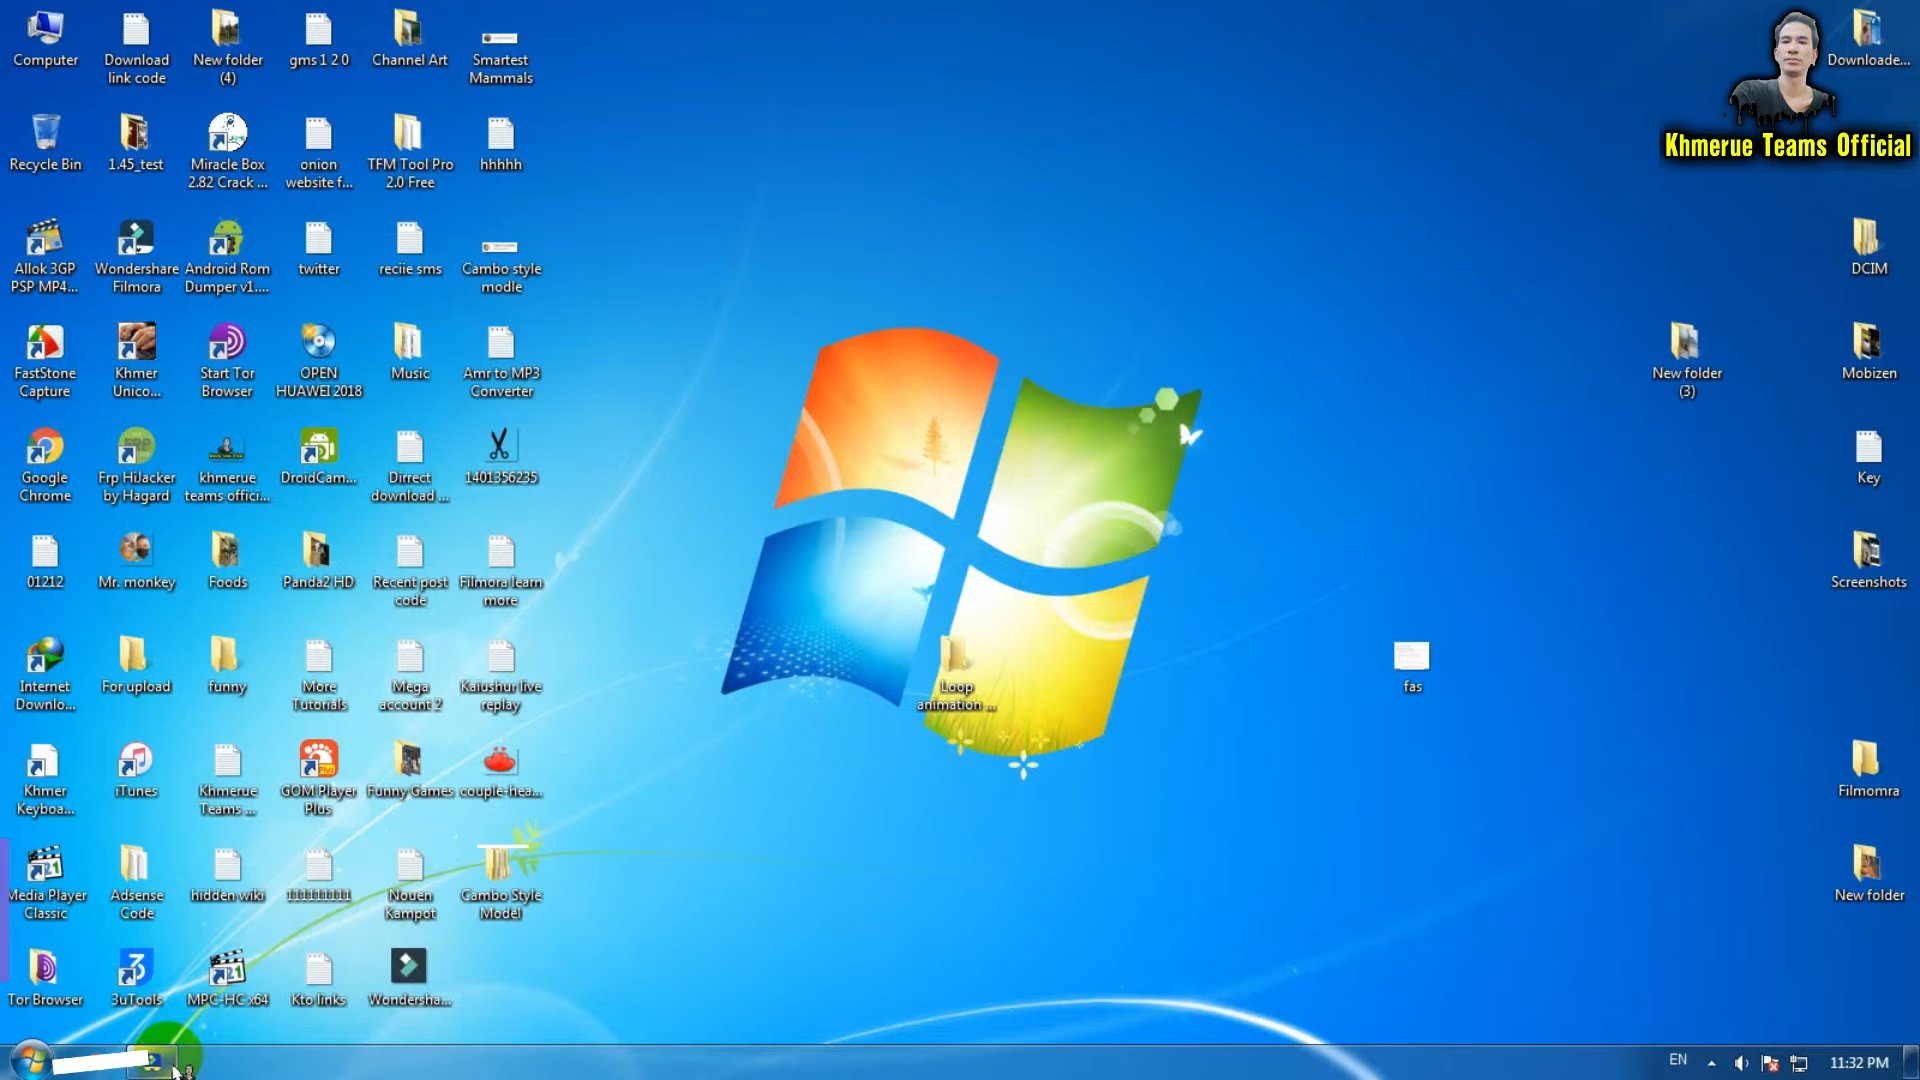 Computer
Download
link code
New folder
(4)
gms 1 2 0
Channel Art
Smartest
Mammals
Downloade...
Khmerue Teams Official
Recycle Bin
1.45_test
Miracle Box
2.82 Crack ...
onion
website f...
TFM Tool Pro
2.0 Free
hhhhh
Allok 3GP
PSP MP4...
Wondershare
Filmora
Android Rom
Dumper v1....
twitter
reciie sms
Cambo style
modle
DCIM
FastStone
Capture
Khmer
Unico...
Start Tor
Browser
OPEN
HUAWEI 2018
Music
Amr to MP3
Converter
New folder
(3)
Mobizen
Google
Chrome
Frp HiJacker
by Hagard
khmerue
teams offici...
DroidCam...
Dirrect
download ...
1401356235
Key
01212
Mr. monkey
Foods
Panda2 HD
Recent post
code
Filmora learn
more
Screenshots
Internet
Downlo...
For upload
funny
More
Tutorials
Mega
account 2
Kaiushur live
replay
Loop
animation ...
fas
Khmer
Keyboa...
iTunes
Khmerue
Teams ...
GOM Player
Plus
Funny Games
couple-hea...
Filmomra
Media Player
Classic
Adsense
Code
hidden wiki
111111111
Nouen
Kampot
Cambo Style
Model
New folder
Tor Browser
3uTools
MPC-HC x64
Kto links
Wondersha...
EN
11:32 PM